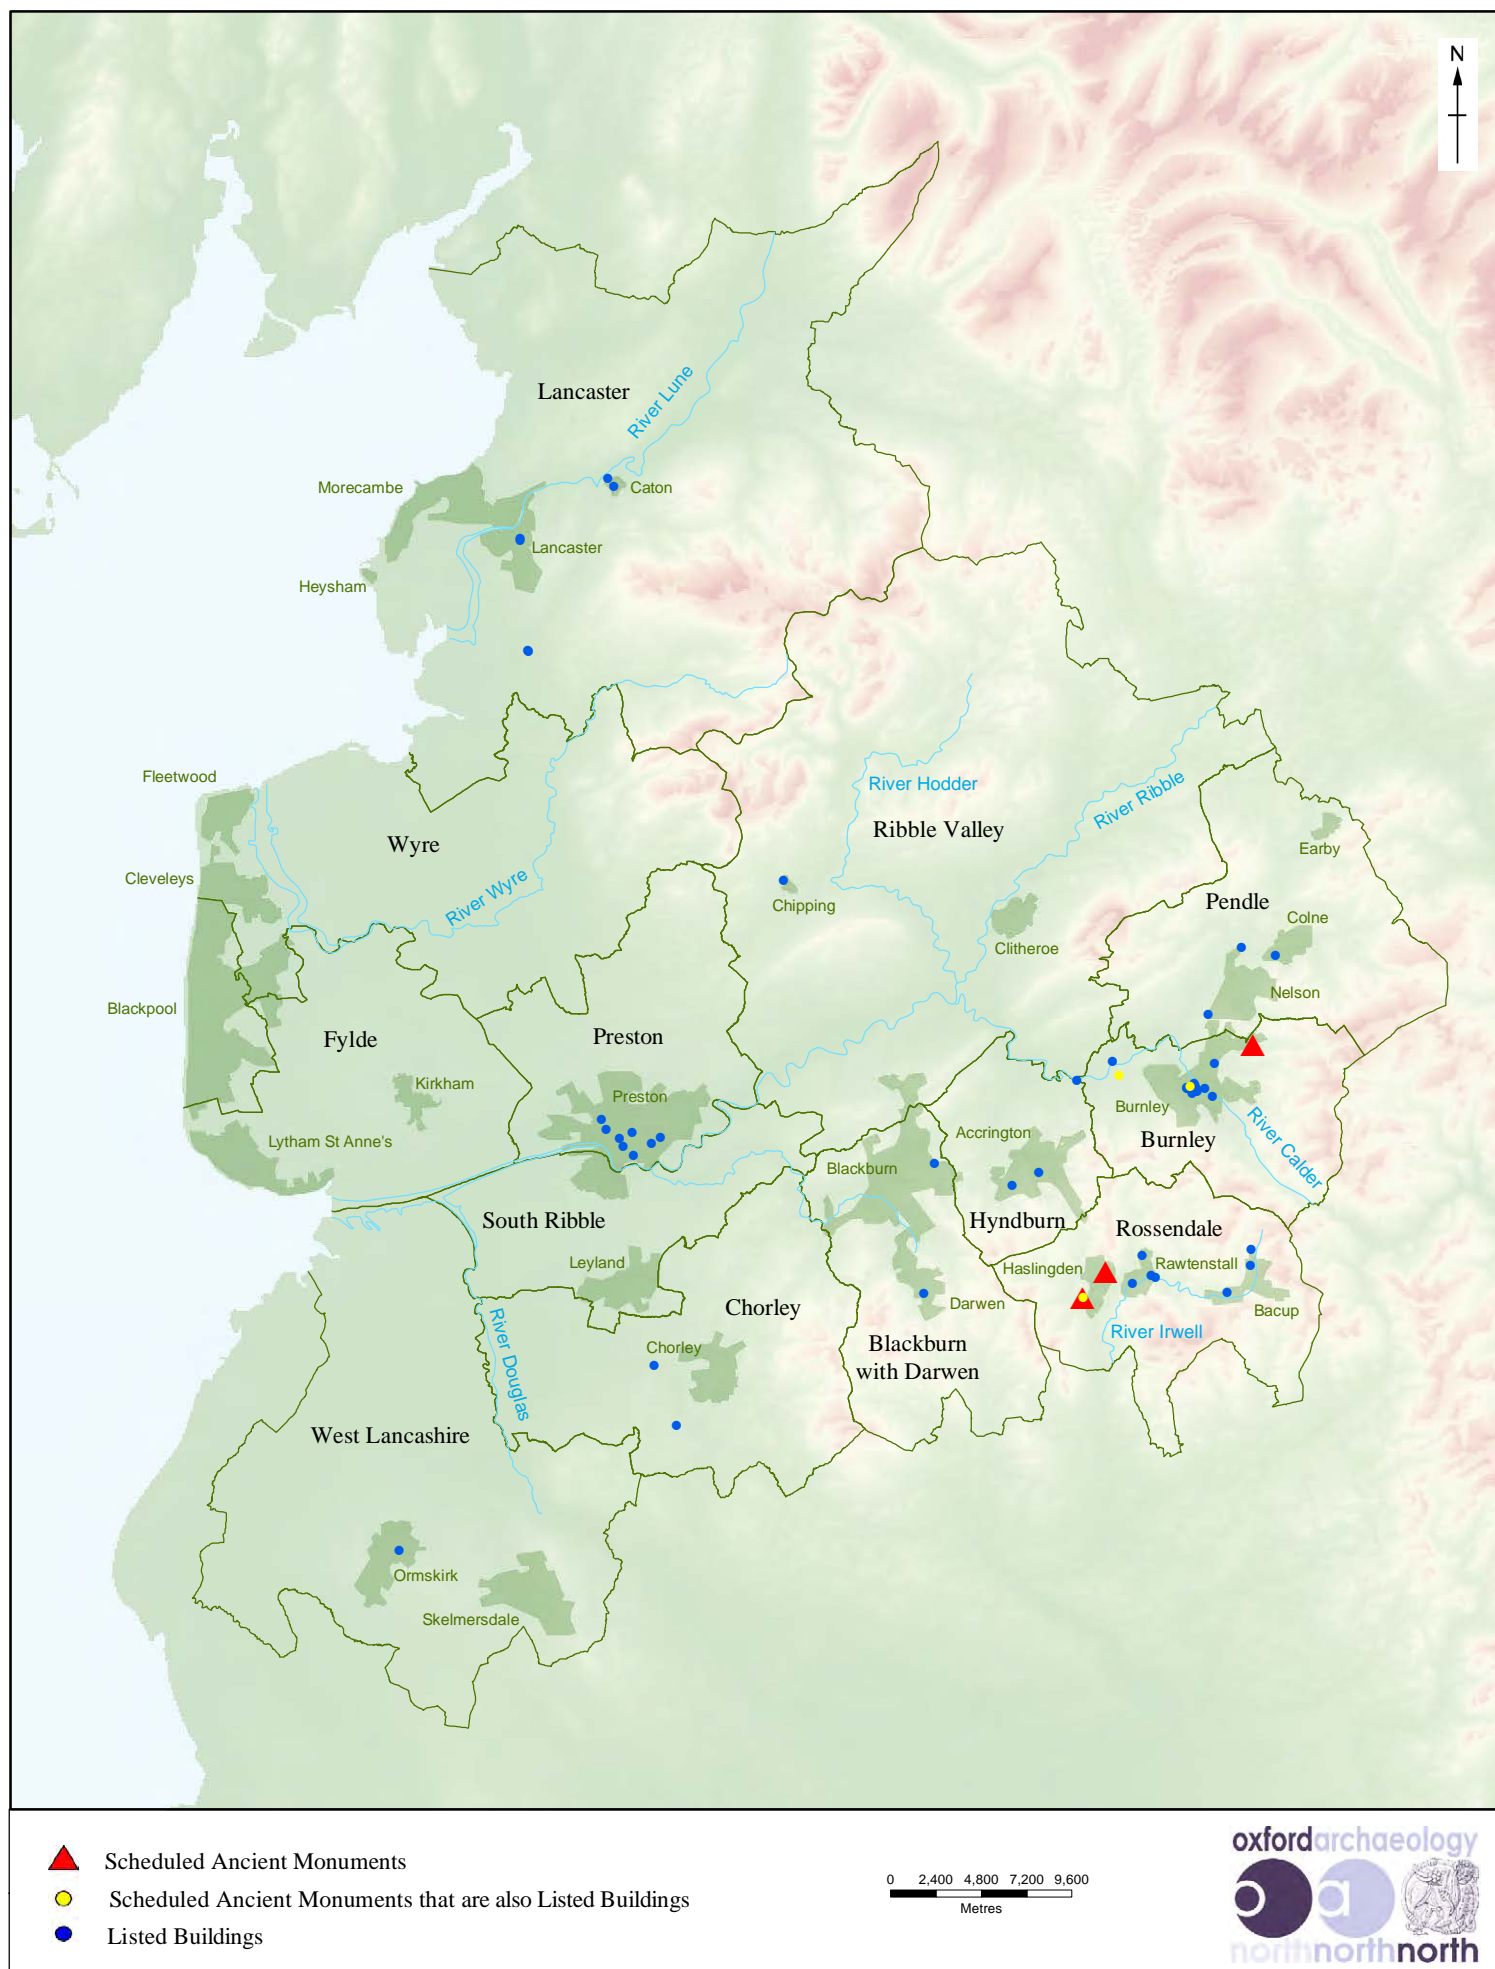 N
Lancaster
River Lune
Morecambe
Caton
Lancaster
Heysham
Fleetwood
River Hodder
River Ribble
Ribble Valley
Wyre
Earby
Cleveleys
River Wyre
Chipping
Pendle
Colne
Clitheroe
Nelson
Blackpool
Fylde
Preston
Kirkham
Preston
Burnley
Accrington
Burnley
River Calder
Lytham St Anne's
Blackburn
South Ribble
Hyndburn
Rossendale
Leyland
Haslingden
Rawtenstall
Chorley
Darwen
Bacup
River Douglas
Chorley
River Irwell
Blackburn
with Darwen
West Lancashire
Ormskirk
Skelmersdale
Scheduled Ancient Monuments
Scheduled Ancient Monuments that are also Listed Buildings
Listed Buildings
0 2,400 4,800 7,200 9,600
Metres
oxfordarchaeology
oa
northnorthnorth